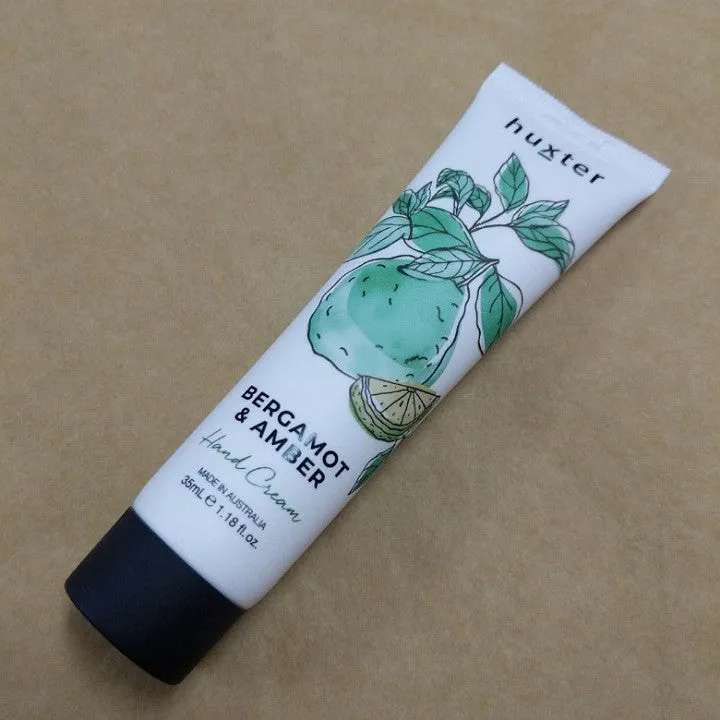 huxter
BERGAMOT
& AMBER
Hand Cream
MADE IN AUSTRALIA
35mL ℮ 1.18 fl.oz.